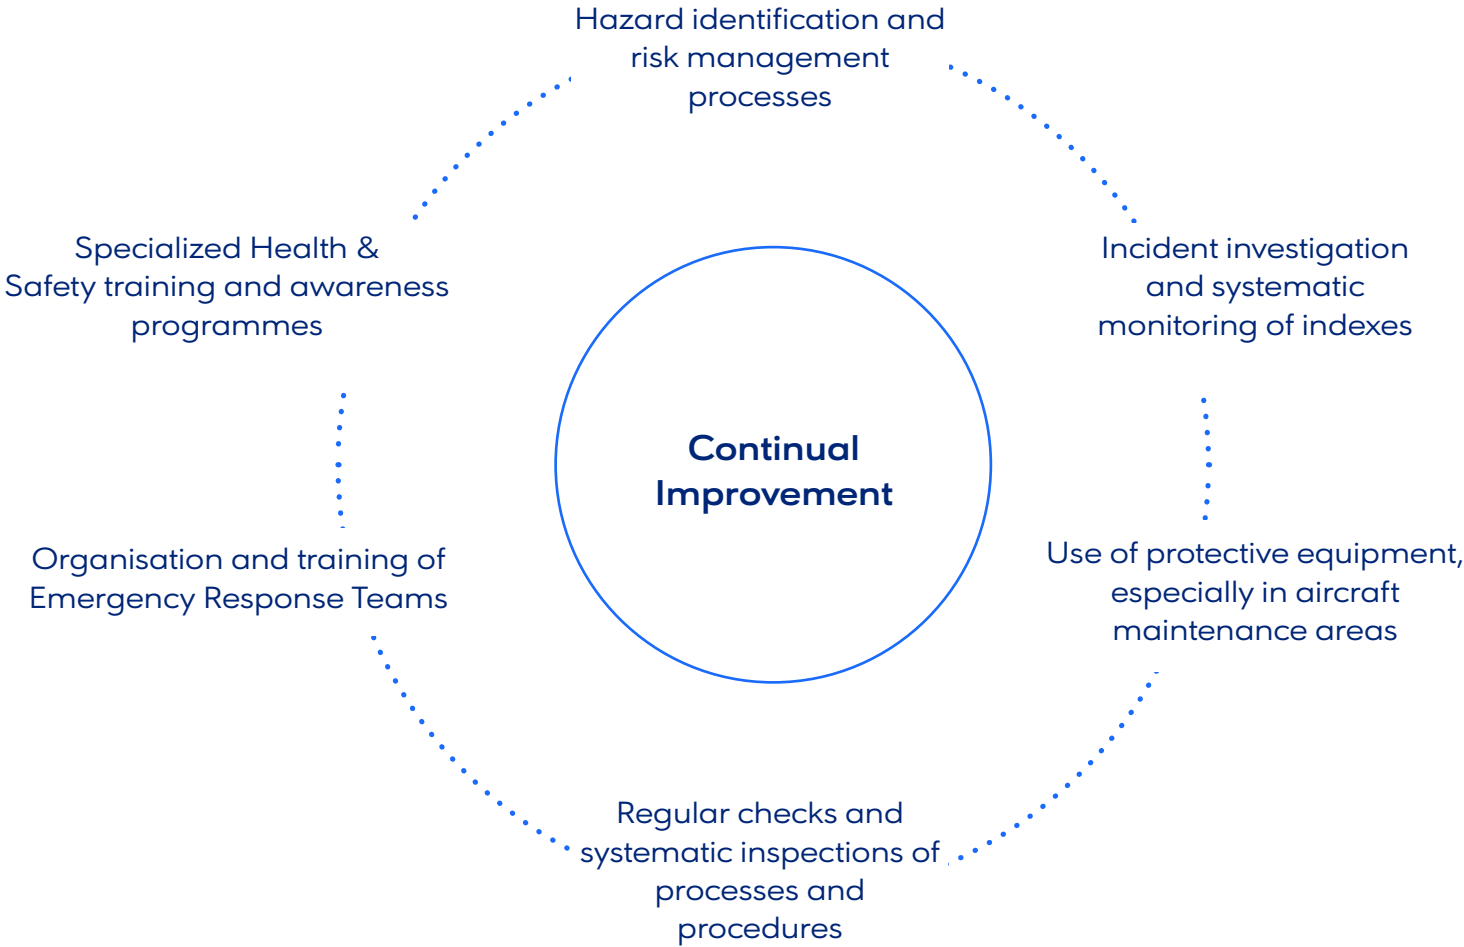 Hazard identification and
risk management
processes
Incident investigation
and systematic
monitoring of indexes
Use of protective equipment,
especially in aircraft
maintenance areas
Regular checks and
systematic inspections of
processes and
procedures
Organisation and training of
Emergency Response Teams
Specialized Health &
Safety training and awareness
programmes
Continual
Improvement